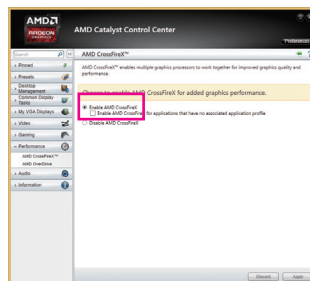 AMD
RADEON
GRAPHICS
AMD Catalyst Control Center
Preferences
Search
AMD CrossFireX™
Pinned
Presets
Desktop
Management
Common Display
Tasks
My VGA Displays
Video
Gaming
Performance
AMD CrossFireX™
AMD OverDrive
Audio
Information
AMD CrossFireX™ enables multiple graphics processors to work together for improved graphics quality and
performance.
Choose to enable AMD CrossFireX for added graphics performance.
Enable AMD CrossFireX
Enable AMD CrossFireX for applications that have no associated application profile
Disable AMD CrossFireX
Discard
Apply